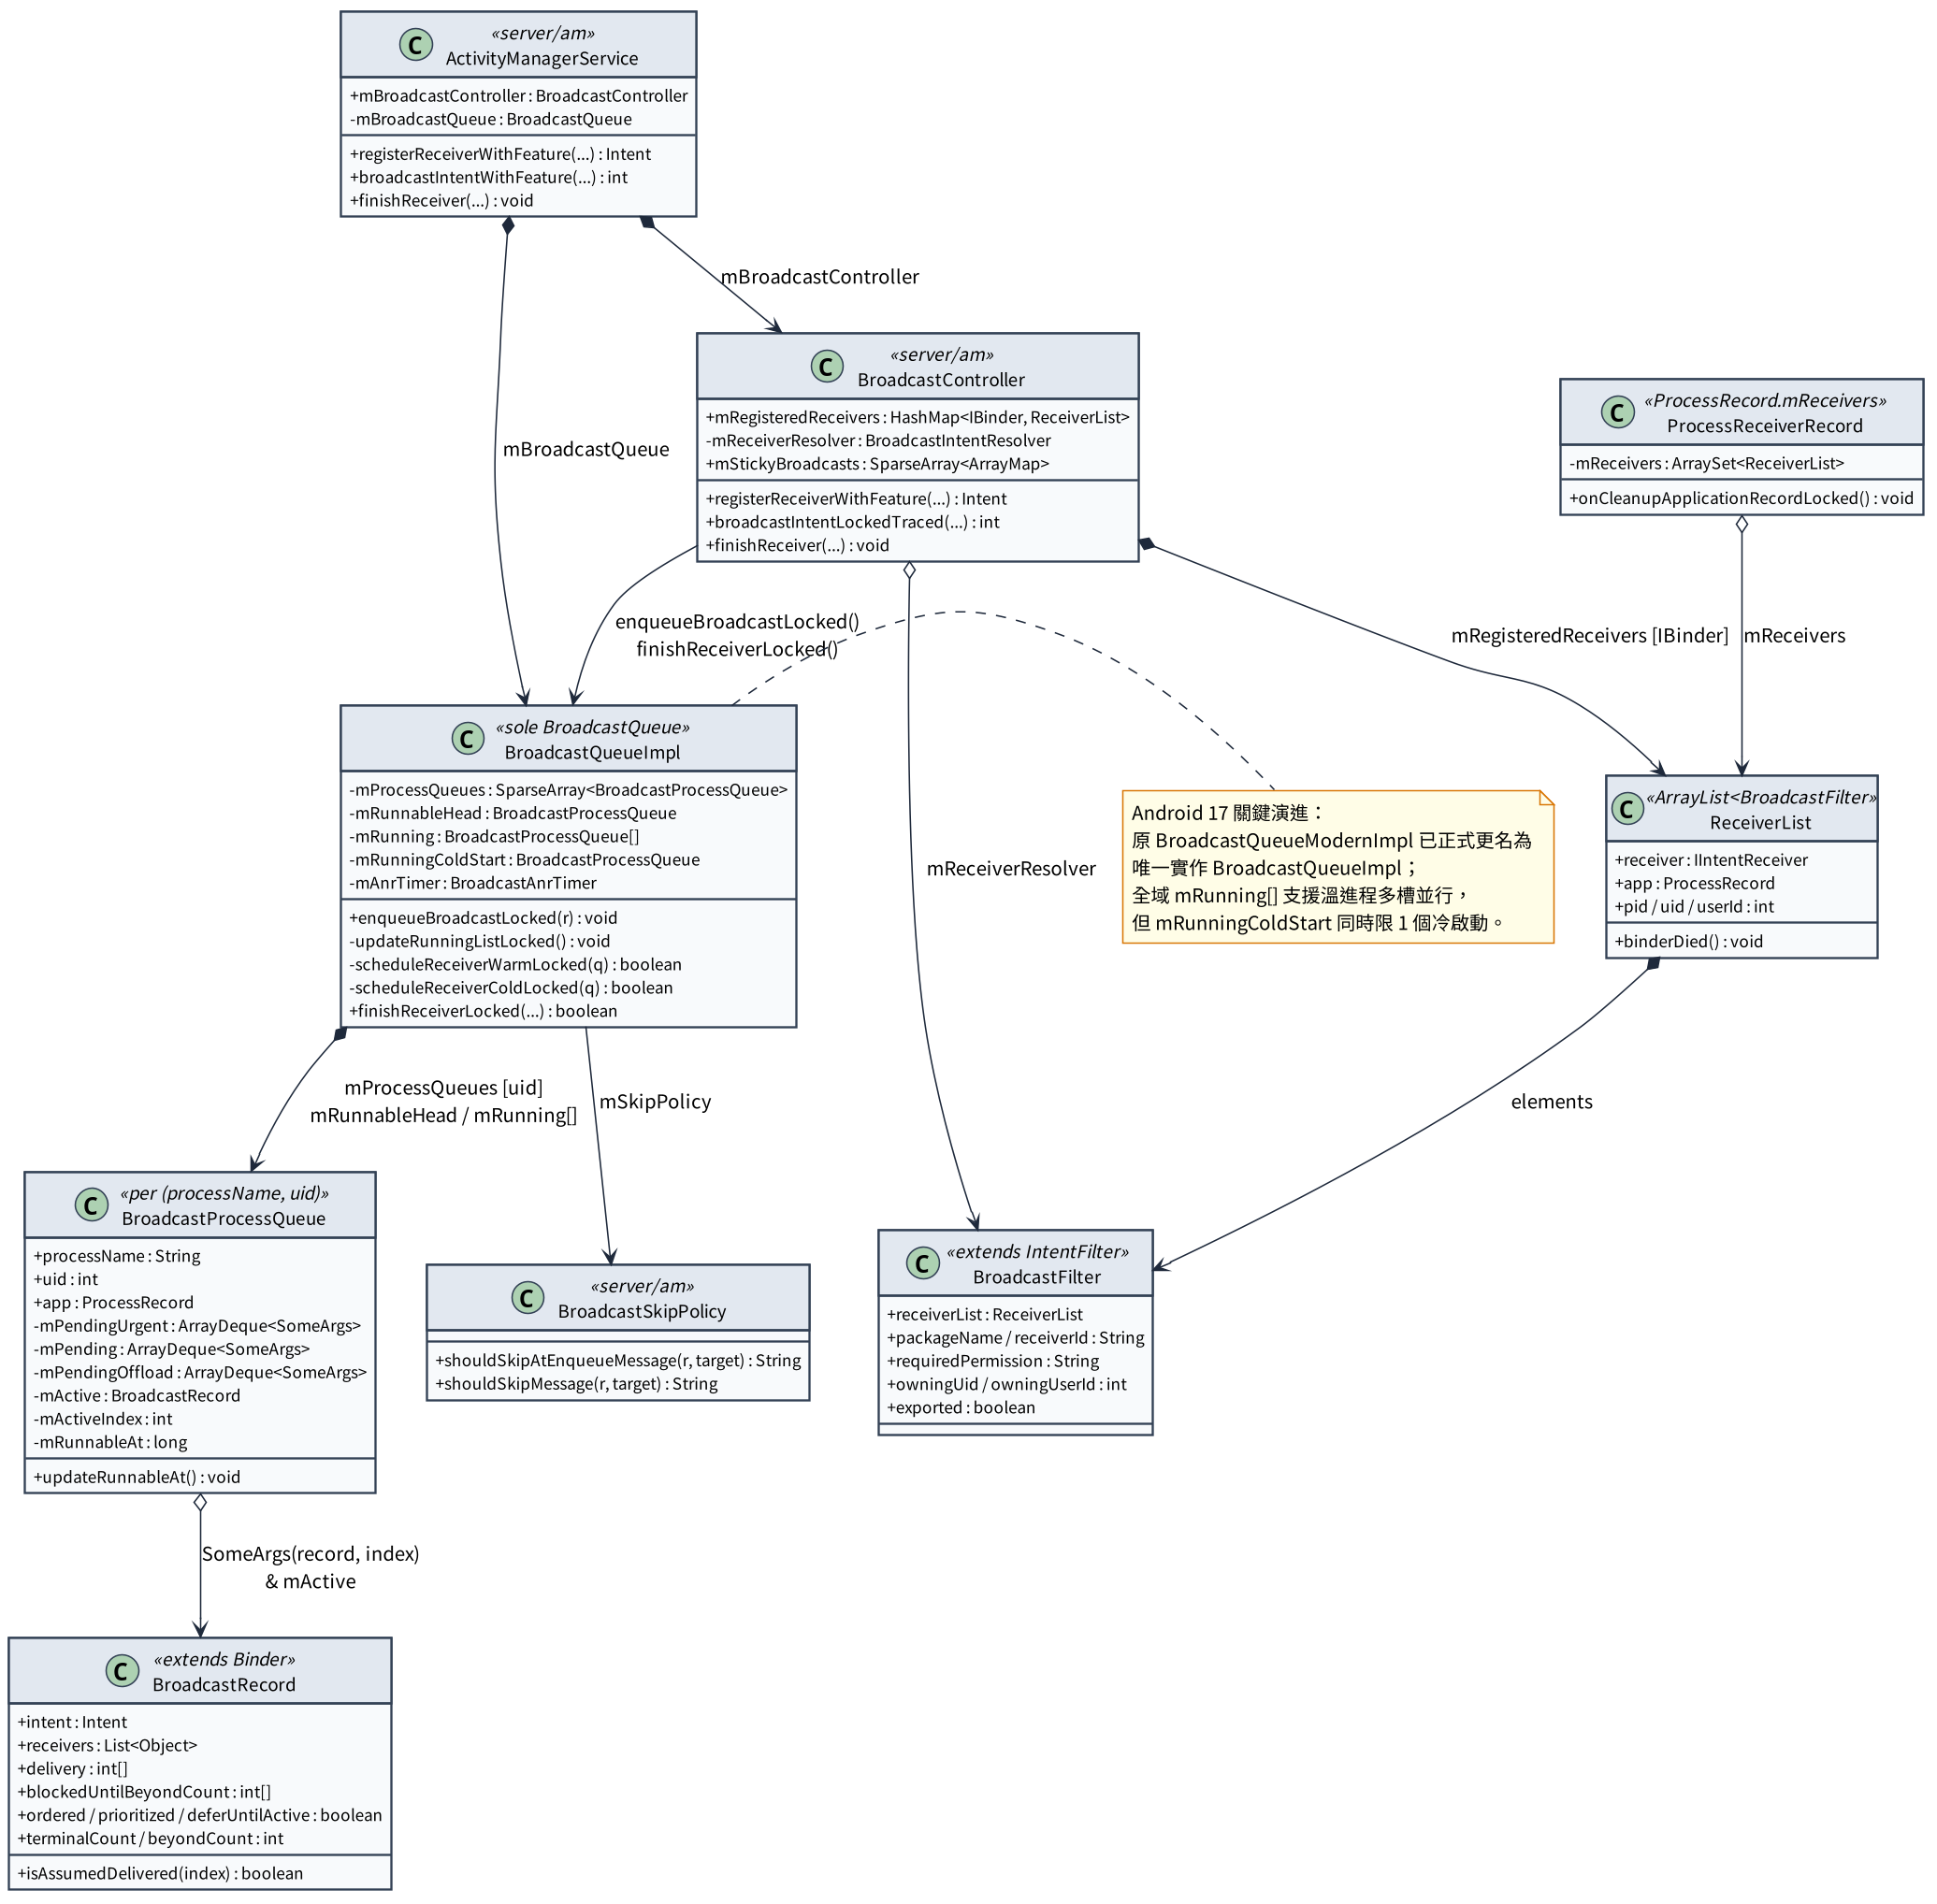 «server/am»
C
ActivityManagerService
+mBroadcastController : BroadcastController
-mBroadcastQueue : BroadcastQueue
+registerReceiverWithFeature(...) : Intent
+broadcastIntentWithFeature(...) : int
+finishReceiver(...) : void
mBroadcastController
mBroadcastQueue
«server/am»
C
BroadcastController
+mRegisteredReceivers : HashMap<IBinder, ReceiverList>
-mReceiverResolver : BroadcastIntentResolver
+mStickyBroadcasts : SparseArray<ArrayMap>
+registerReceiverWithFeature(...) : Intent
+broadcastIntentLockedTraced(...) : int
+finishReceiver(...) : void
«ProcessRecord.mReceivers»
C
ProcessReceiverRecord
-mReceivers : ArraySet<ReceiverList>
+onCleanupApplicationRecordLocked() : void
enqueueBroadcastLocked()
finishReceiverLocked()
mRegisteredReceivers [IBinder]
mReceivers
«sole BroadcastQueue»
C
BroadcastQueueImpl
-mProcessQueues : SparseArray<BroadcastProcessQueue>
-mRunnableHead : BroadcastProcessQueue
-mRunning : BroadcastProcessQueue[]
-mRunningColdStart : BroadcastProcessQueue
-mAnrTimer : BroadcastAnrTimer
+enqueueBroadcastLocked(r) : void
-updateRunningListLocked() : void
-scheduleReceiverWarmLocked(q) : boolean
-scheduleReceiverColdLocked(q) : boolean
+finishReceiverLocked(...) : boolean
mReceiverResolver
Android 17 關鍵演進：
原 BroadcastQueueModernImpl 已正式更名為
唯一實作 BroadcastQueueImpl；
全域 mRunning[] 支援溫進程多槽並行，
但 mRunningColdStart 同時限 1 個冷啟動。
«ArrayList<BroadcastFilter»
C
ReceiverList
+receiver : IIntentReceiver
+app : ProcessRecord
+pid / uid / userId : int
+binderDied() : void
mProcessQueues [uid]
mRunnableHead / mRunning[]
mSkipPolicy
elements
«per (processName, uid)»
C
BroadcastProcessQueue
+processName : String
+uid : int
+app : ProcessRecord
-mPendingUrgent : ArrayDeque<SomeArgs>
-mPending : ArrayDeque<SomeArgs>
-mPendingOffload : ArrayDeque<SomeArgs>
-mActive : BroadcastRecord
-mActiveIndex : int
-mRunnableAt : long
+updateRunnableAt() : void
«server/am»
C
BroadcastSkipPolicy
+shouldSkipAtEnqueueMessage(r, target) : String
+shouldSkipMessage(r, target) : String
«extends IntentFilter»
C
BroadcastFilter
+receiverList : ReceiverList
+packageName / receiverId : String
+requiredPermission : String
+owningUid / owningUserId : int
+exported : boolean
SomeArgs(record, index)
& mActive
«extends Binder»
C
BroadcastRecord
+intent : Intent
+receivers : List<Object>
+delivery : int[]
+blockedUntilBeyondCount : int[]
+ordered / prioritized / deferUntilActive : boolean
+terminalCount / beyondCount : int
+isAssumedDelivered(index) : boolean